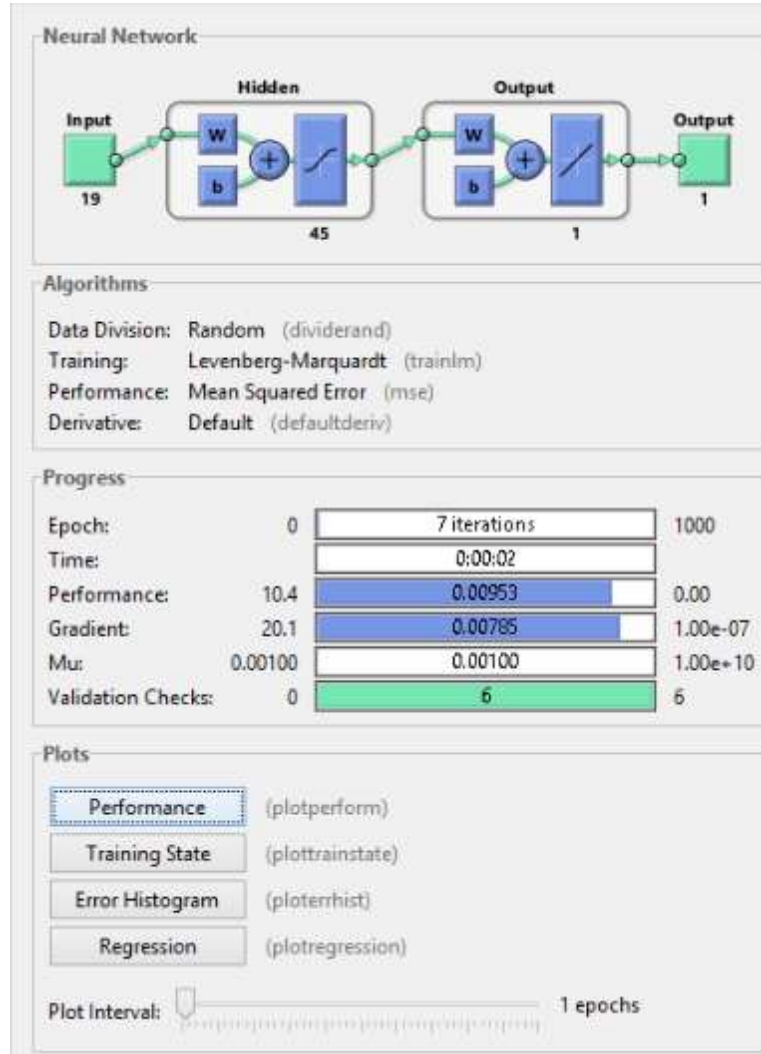 Neural Network
Hidden Output
Input Output
W b + W b +
19 45 1 1
Algorithms
Data Division: Random (dividerand)
Training: Levenberg-Marquardt (trainlm)
Performance: Mean Squared Error (mse)
Derivative: Default (defaultderiv)
Progress
Epoch: 0 7 iterations 1000
Time: 0:00:02
Performance: 10.4 0.00953 0.00
Gradient: 20.1 0.00785 1.00e-07
Mu: 0.00100 0.00100 1.00e+10
Validation Checks: 0 6 6
Plots
Performance (plotperform)
Training State (plottrainstate)
Error Histogram (ploterrhist)
Regression (plotregression)
Plot Interval: 1 epochs